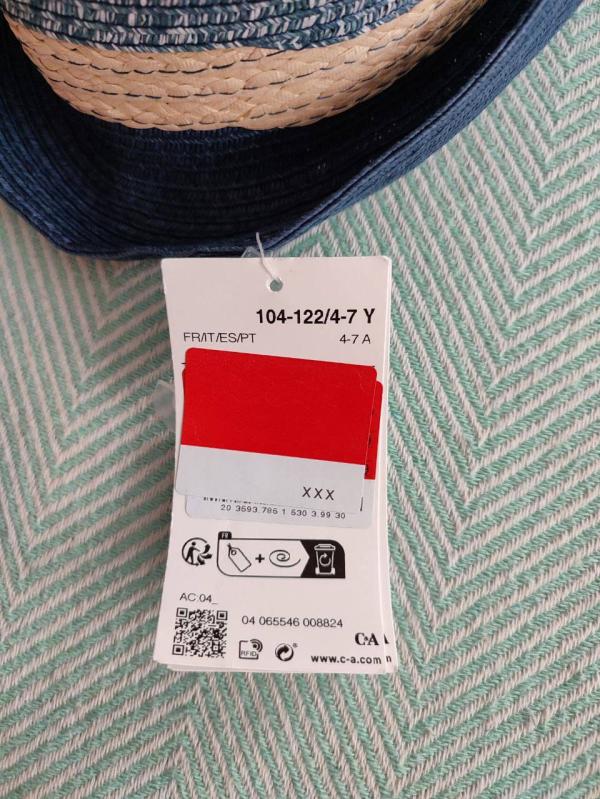 104-122/4-7 Y
FR/IT/ES/PT 4-7 A
XXX
20 3593 786 1 530 3.99 30
FR
+
AC:04_
04 065546 008824
RFID
C&A
www.c-a.com